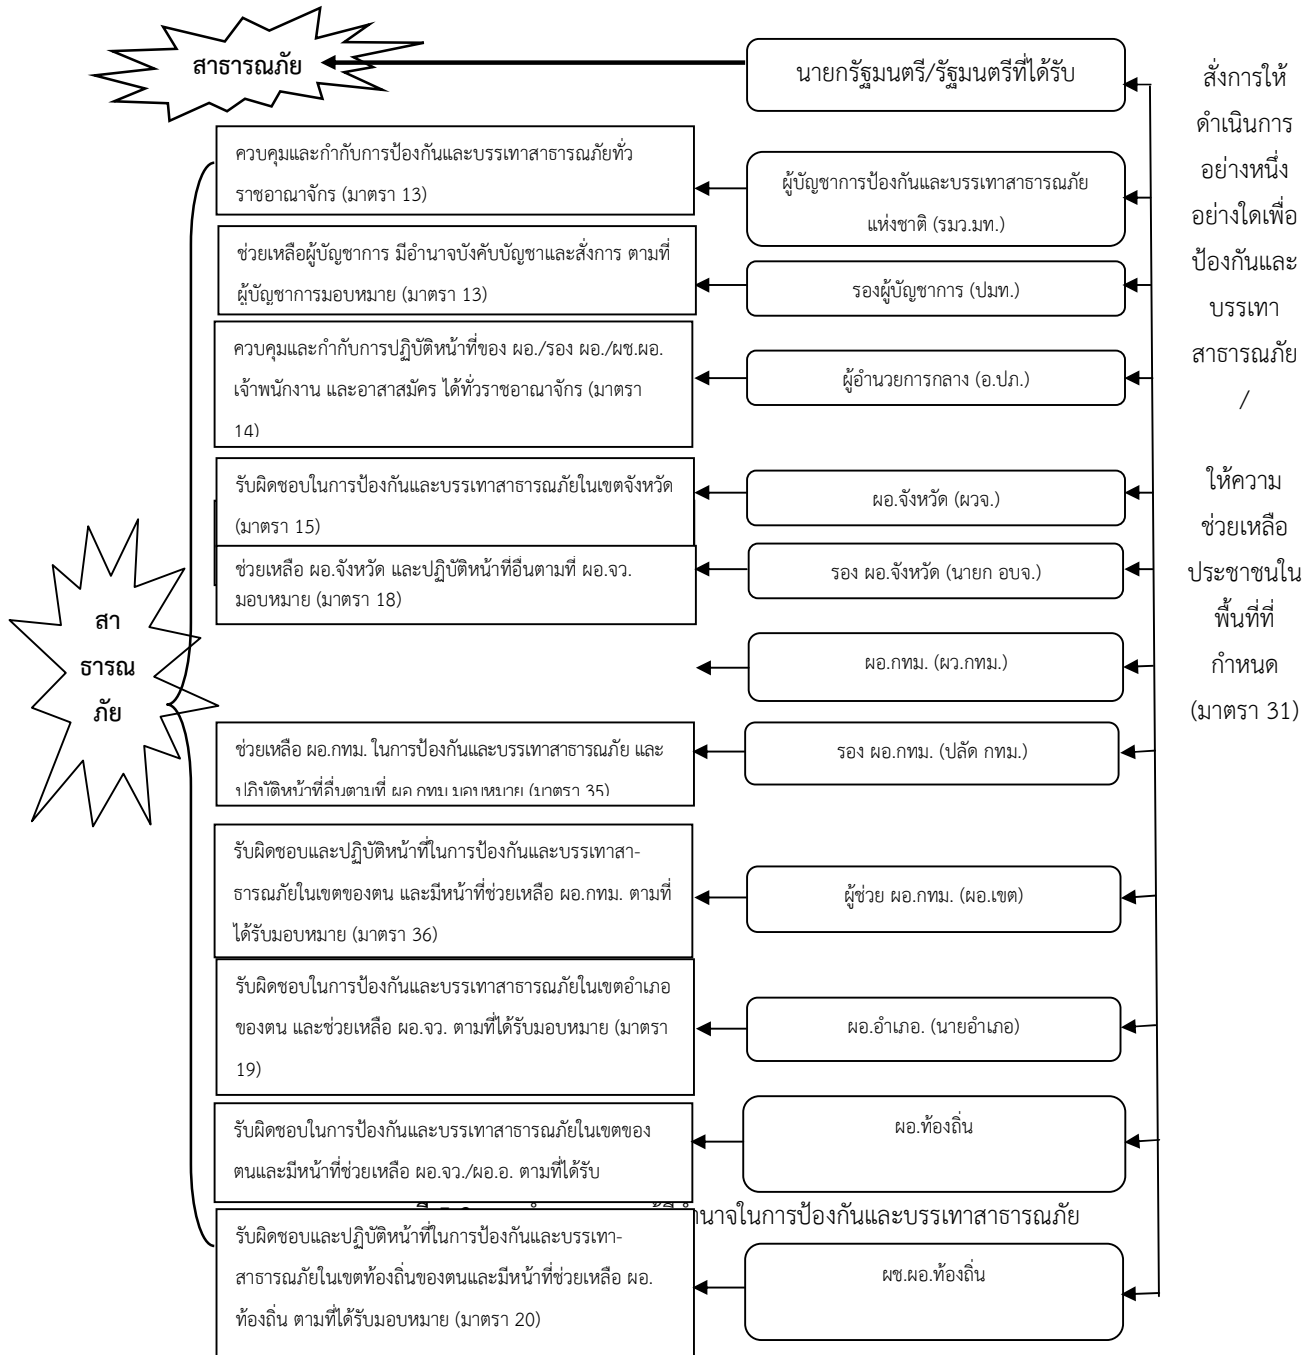 สาธารณภัย
นายกรัฐมนตรี/รัฐมนตรีที่ได้รับ
สั่งการให้
ดำเนินการ
อย่างหนึ่ง
อย่างใดเพื่อ
ป้องกันและ
บรรเทา
สาธารณภัย
/
ให้ความ
ช่วยเหลือ
ประชาชนใน
พื้นที่ที่
กำหนด
(มาตรา 31)
ควบคุมและกำกับการป้องกันและบรรเทาสาธารณภัยทั่ว
ราชอาณาจักร (มาตรา 13)
ผู้บัญชาการป้องกันและบรรเทาสาธารณภัย
แห่งชาติ (รมว.มท.)
ช่วยเหลือผู้บัญชาการ มีอำนาจบังคับบัญชาและสั่งการ ตามที่
ผู้บัญชาการมอบหมาย (มาตรา 13)
รองผู้บัญชาการ (ปมท.)
ควบคุมและกำกับการปฏิบัติหน้าที่ของ ผอ./รอง ผอ./ผช.ผอ.
เจ้าพนักงาน และอาสาสมัคร ได้ทั่วราชอาณาจักร (มาตรา
14)
ผู้อำนวยการกลาง (อ.ปภ.)
รับผิดชอบในการป้องกันและบรรเทาสาธารณภัยในเขตจังหวัด
(มาตรา 15)
ผอ.จังหวัด (ผวจ.)
ช่วยเหลือ ผอ.จังหวัด และปฏิบัติหน้าที่อื่นตามที่ ผอ.จว.
มอบหมาย (มาตรา 18)
รอง ผอ.จังหวัด (นายก อบจ.)
สา
ธารณ
ภัย
ผอ.กทม. (ผว.กทม.)
ช่วยเหลือ ผอ.กทม. ในการป้องกันและบรรเทาสาธารณภัย และ
ปฏิบัติหน้าที่อื่นตามที่ ผอ.กทม.มอบหมาย (มาตรา 35)
รอง ผอ.กทม. (ปลัด กทม.)
รับผิดชอบและปฏิบัติหน้าที่ในการป้องกันและบรรเทาสา-
ธารณภัยในเขตของตน และมีหน้าที่ช่วยเหลือ ผอ.กทม. ตามที่
ได้รับมอบหมาย (มาตรา 36)
ผู้ช่วย ผอ.กทม. (ผอ.เขต)
รับผิดชอบในการป้องกันและบรรเทาสาธารณภัยในเขตอำเภอ
ของตน และช่วยเหลือ ผอ.จว. ตามที่ได้รับมอบหมาย (มาตรา
19)
ผอ.อำเภอ. (นายอำเภอ)
รับผิดชอบในการป้องกันและบรรเทาสาธารณภัยในเขตของ
ตนและมีหน้าที่ช่วยเหลือ ผอ.จว./ผอ.อ. ตามที่ได้รับ
ผอ.ท้องถิ่น
นาจในการป้องกันและบรรเทาสาธารณภัย
รับผิดชอบและปฏิบัติหน้าที่ในการป้องกันและบรรเทา-
สาธารณภัยในเขตท้องถิ่นของตนและมีหน้าที่ช่วยเหลือ ผอ.
ท้องถิ่น ตามที่ได้รับมอบหมาย (มาตรา 20)
ผช.ผอ.ท้องถิ่น